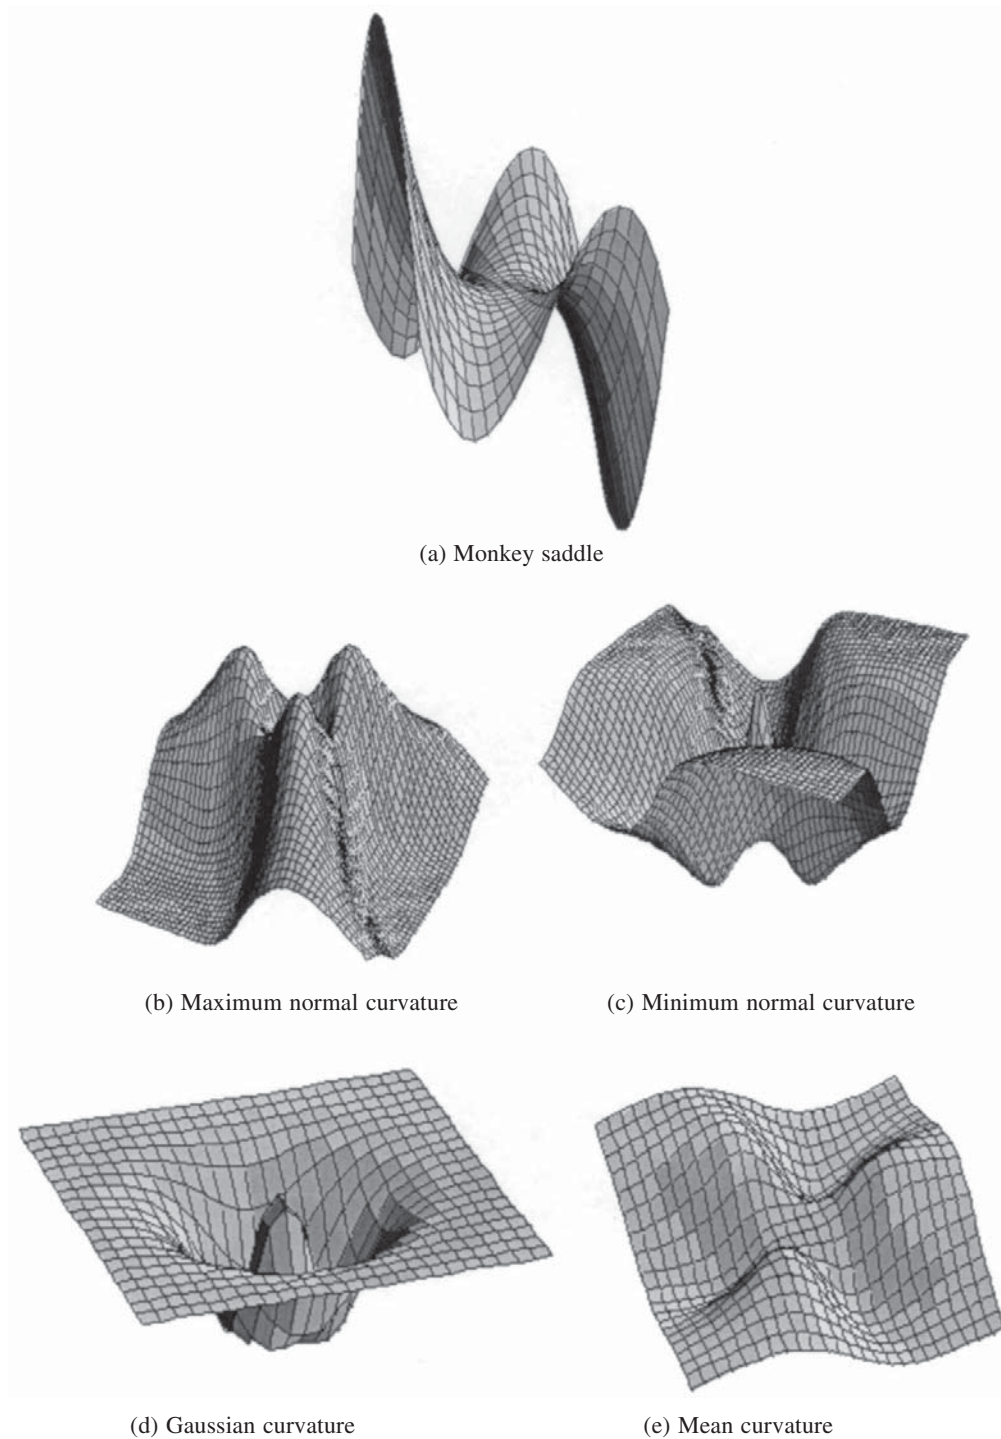 (a) Monkey saddle
(b) Maximum normal curvature
(c) Minimum normal curvature
(d) Gaussian curvature
(e) Mean curvature